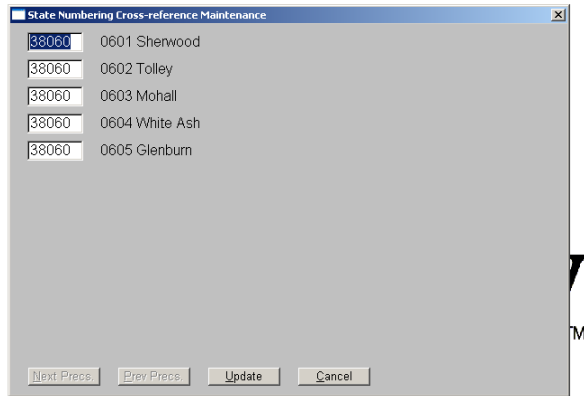 State Numbering Cross-reference Maintenance
38060 0601 Sherwood
38060 0602 Tolley
38060 0603 Mohall
38060 0604 White Ash
38060 0605 Glenburn
TM
Next Precs. Prev Precs. Update Cancel